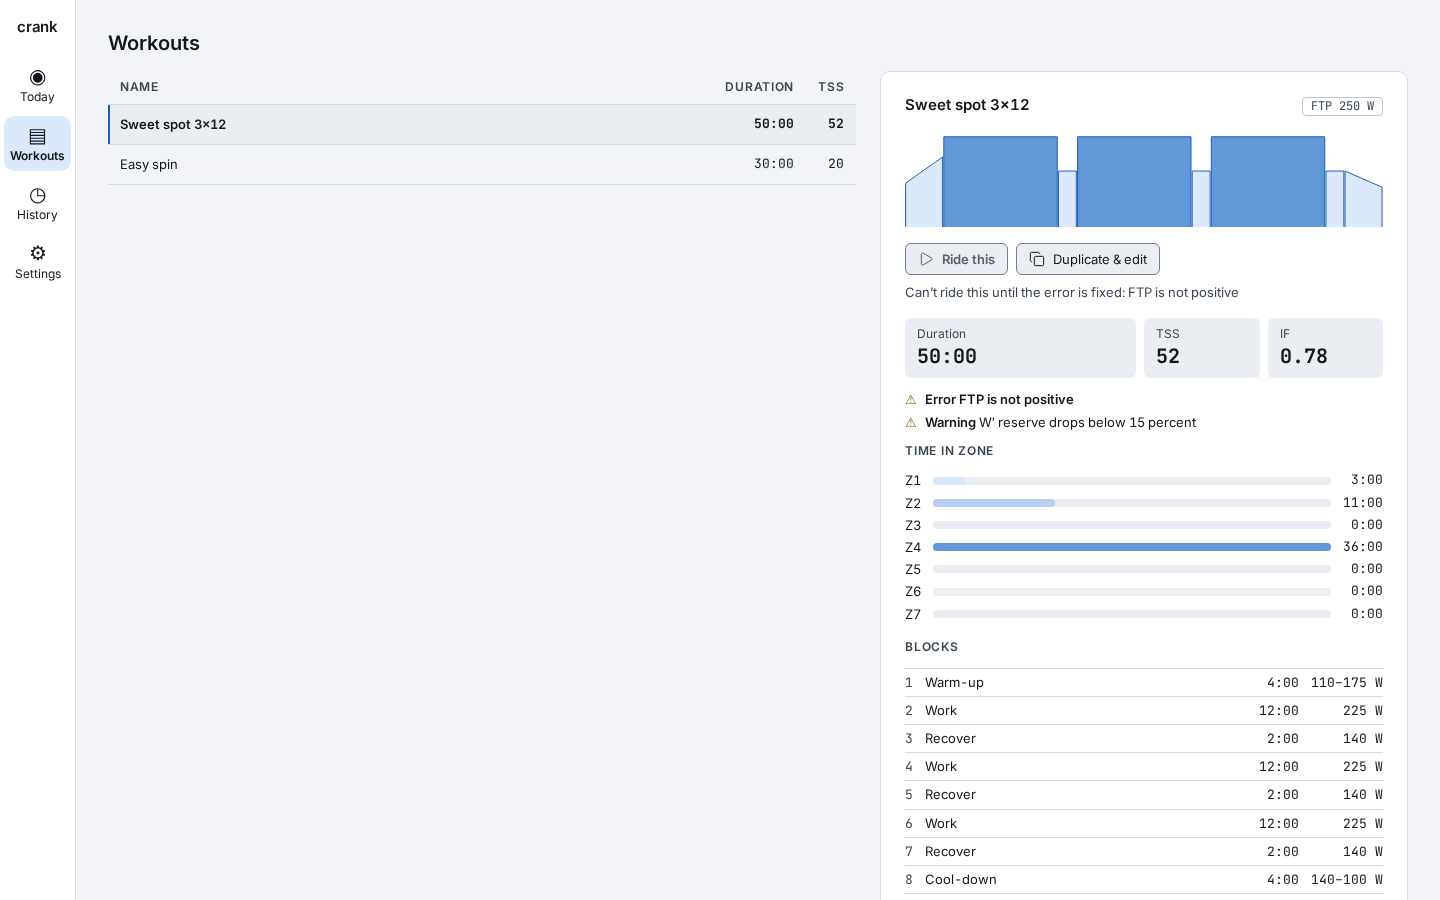 crank
Today
Workouts
History
Settings
Workouts
NAME DURATION TSS
Sweet spot 3×12 50:00 52
Easy spin 30:00 20
Sweet spot 3×12 FTP 250 W
Ride this Duplicate & edit
Can’t ride this until the error is fixed: FTP is not positive
Duration TSS IF
50:00 52 0.78
Error FTP is not positive
Warning W′ reserve drops below 15 percent
TIME IN ZONE
Z1 3:00
Z2 11:00
Z3 0:00
Z4 36:00
Z5 0:00
Z6 0:00
Z7 0:00
BLOCKS
1 Warm-up 4:00 110–175 W
2 Work 12:00 225 W
3 Recover 2:00 140 W
4 Work 12:00 225 W
5 Recover 2:00 140 W
6 Work 12:00 225 W
7 Recover 2:00 140 W
8 Cool-down 4:00 140–100 W